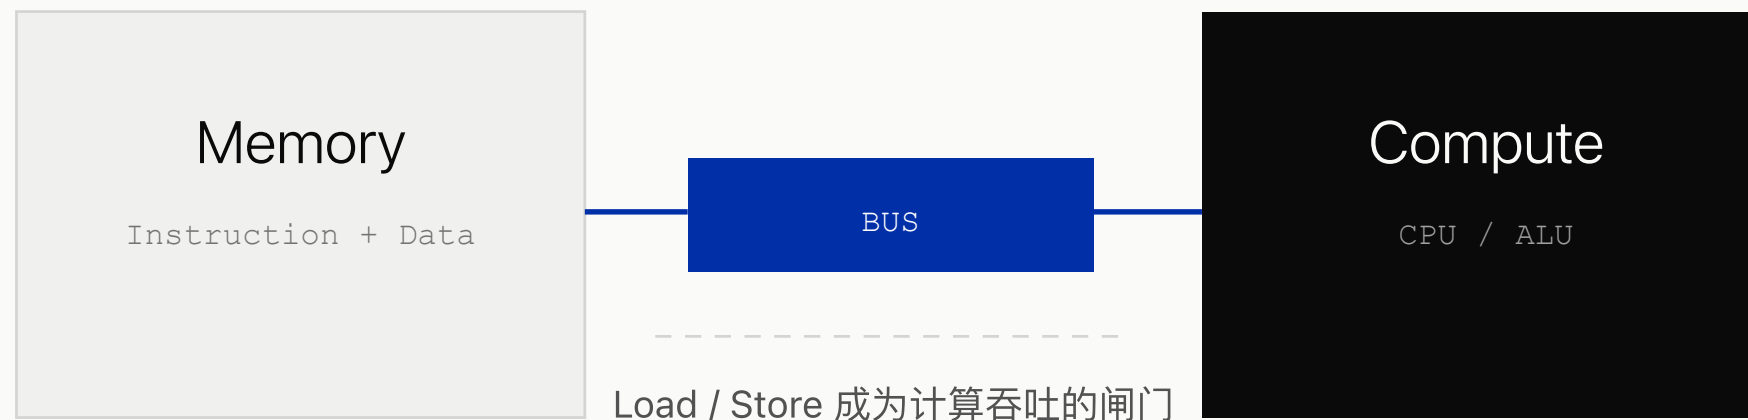 Memory
Instruction + Data
BUS
Compute
CPU / ALU
Load / Store 成为计算吞吐的闸门